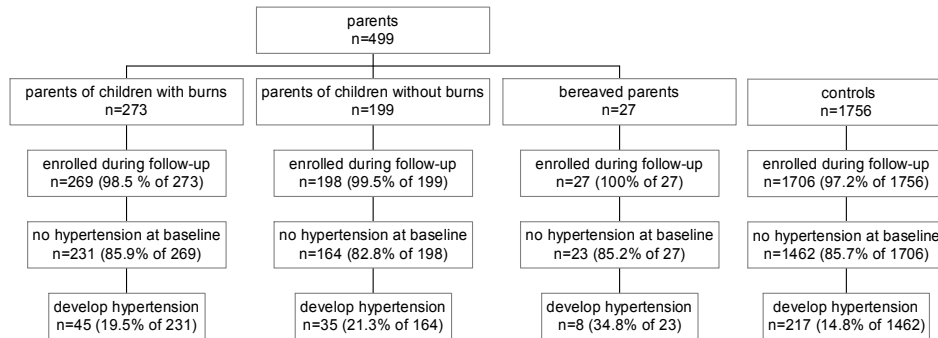 parents
n=499
parents of children with burns
n=273
parents of children without burns
n=199
bereaved parents
n=27
controls
n=1756
enrolled during follow-up
n=269 (98.5 % of 273)
enrolled during follow-up
n=198 (99.5% of 199)
enrolled during follow-up
n=27 (100% of 27)
enrolled during follow-up
n=1706 (97.2% of 1756)
no hypertension at baseline
n=231 (85.9% of 269)
no hypertension at baseline
n=164 (82.8% of 198)
no hypertension at baseline
n=23 (85.2% of 27)
no hypertension at baseline
n=1462 (85.7% of 1706)
develop hypertension
n=45 (19.5% of 231)
develop hypertension
n=35 (21.3% of 164)
develop hypertension
n=8 (34.8% of 23)
develop hypertension
n=217 (14.8% of 1462)